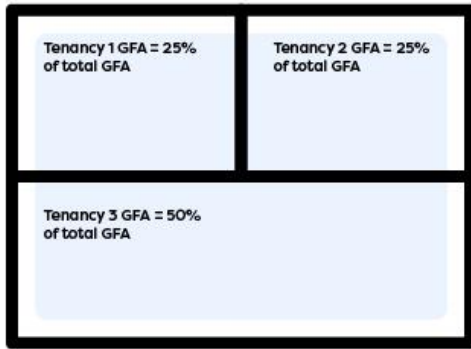 Tenancy 1 GFA = 25%
of total GFA
Tenancy 2 GFA = 25%
of total GFA
Tenancy 3 GFA = 50%
of total GFA